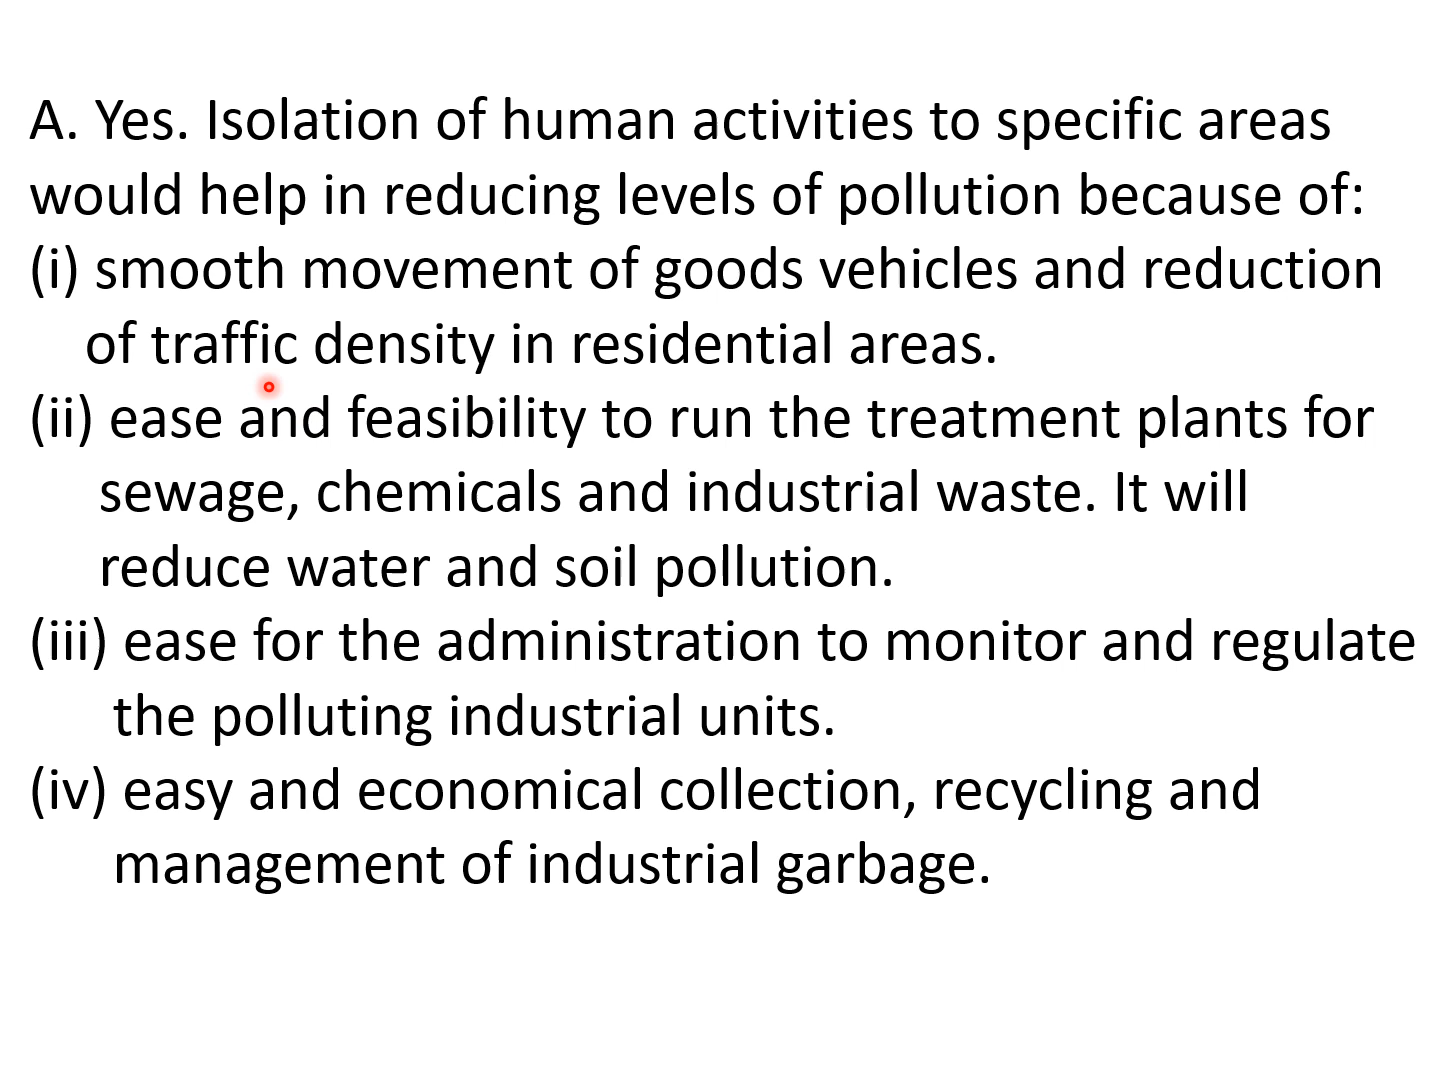 A. Yes. Isolation of human activities to specific areas
would help in reducing levels of pollution because of:
(i) smooth movement of goods vehicles and reduction
of traffic density in residential areas.
(ii) ease and feasibility to run the treatment plants for
sewage, chemicals and industrial waste. It will
reduce water and soil pollution.
(iii) ease for the administration to monitor and regulate
the polluting industrial units.
(iv) easy and economical collection, recycling and
management of industrial garbage.